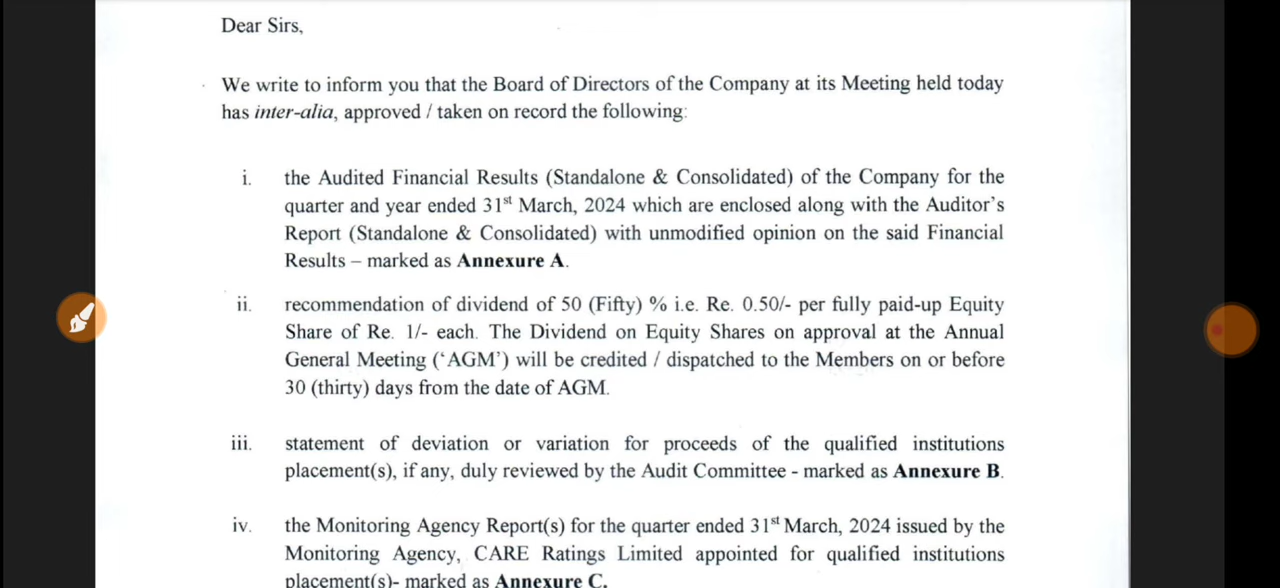 Dear Sirs,
We write to inform you that the Board of Directors of the Company at its Meeting held today
has inter-alia, approved / taken on record the following:
i. the Audited Financial Results (Standalone & Consolidated) of the Company for the
quarter and year ended 31st March, 2024 which are enclosed along with the Auditor's
Report (Standalone & Consolidated) with unmodified opinion on the said Financial
Results – marked as Annexure A.
ii. recommendation of dividend of 50 (Fifty) % i.e. Re. 0.50/- per fully paid-up Equity
Share of Re. 1/- each. The Dividend on Equity Shares on approval at the Annual
General Meeting ('AGM') will be credited / dispatched to the Members on or before
30 (thirty) days from the date of AGM.
iii. statement of deviation or variation for proceeds of the qualified institutions
placement(s), if any, duly reviewed by the Audit Committee - marked as Annexure B.
iv. the Monitoring Agency Report(s) for the quarter ended 31st March, 2024 issued by the
Monitoring Agency, CARE Ratings Limited appointed for qualified institutions
placement(s)- marked as Annexure C.